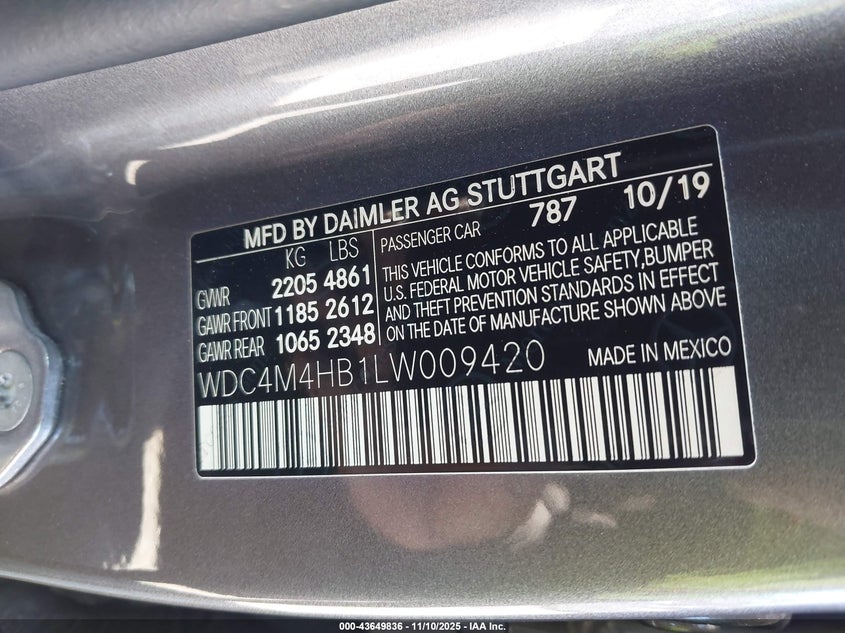 MFD BY DAIMLER AG STUTTGART
KG LBS PASSENGER CAR 787 10/19
GVWR 2205 4861
GAWR FRONT 1185 2612
GAWR REAR 1065 2348
THIS VEHICLE CONFORMS TO ALL APPLICABLE
U.S. FEDERAL MOTOR VEHICLE SAFETY,BUMPER
AND THEFT PREVENTION STANDARDS IN EFFECT
ON THE DATE OF MANUFACTURE SHOWN ABOVE
WDC4M4HB1LW009420 MADE IN MEXICO
000-43649836 - 11/10/2025 - IAA Inc.